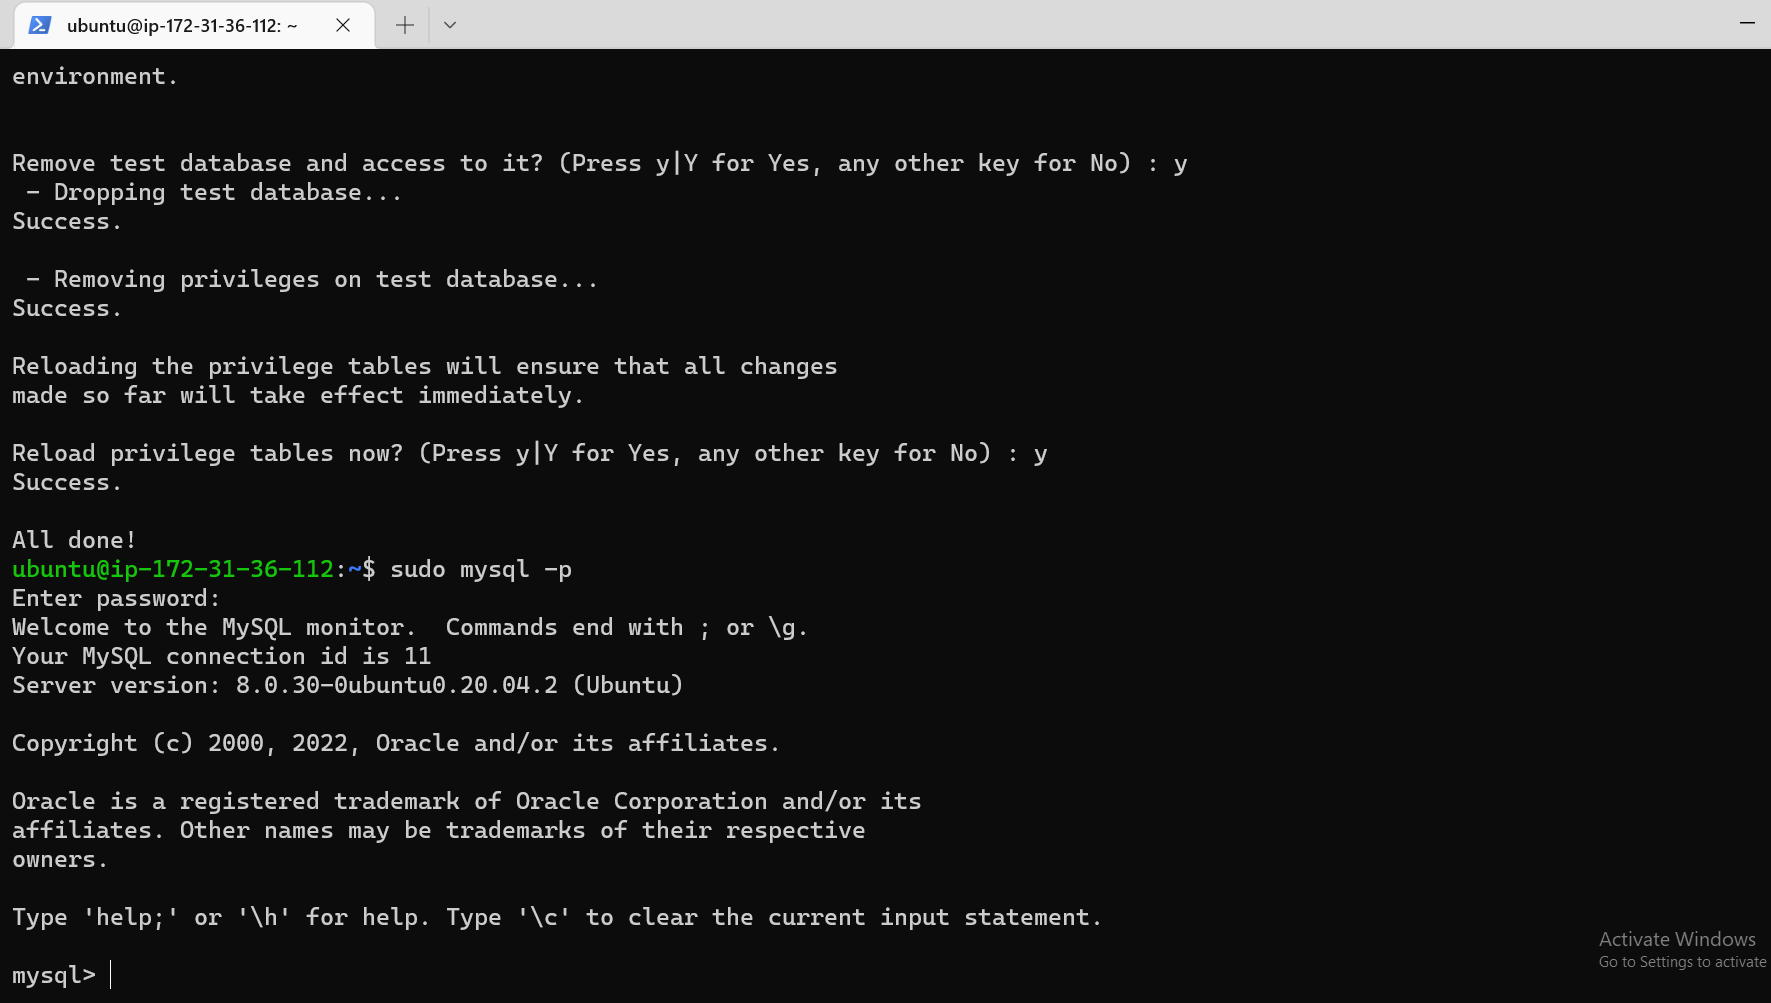 ubuntu@ip-172-31-36-112: ~
environment.
Remove test database and access to it? (Press y|Y for Yes, any other key for No) : y
 - Dropping test database...
Success.
 - Removing privileges on test database...
Success.
Reloading the privilege tables will ensure that all changes
made so far will take effect immediately.
Reload privilege tables now? (Press y|Y for Yes, any other key for No) : y
Success.
All done!
ubuntu@ip-172-31-36-112:~$ sudo mysql -p
Enter password:
Welcome to the MySQL monitor.  Commands end with ; or \g.
Your MySQL connection id is 11
Server version: 8.0.30-0ubuntu0.20.04.2 (Ubuntu)
Copyright (c) 2000, 2022, Oracle and/or its affiliates.
Oracle is a registered trademark of Oracle Corporation and/or its
affiliates. Other names may be trademarks of their respective
owners.
Type 'help;' or '\h' for help. Type '\c' to clear the current input statement.
mysql>
Activate Windows
Go to Settings to activate